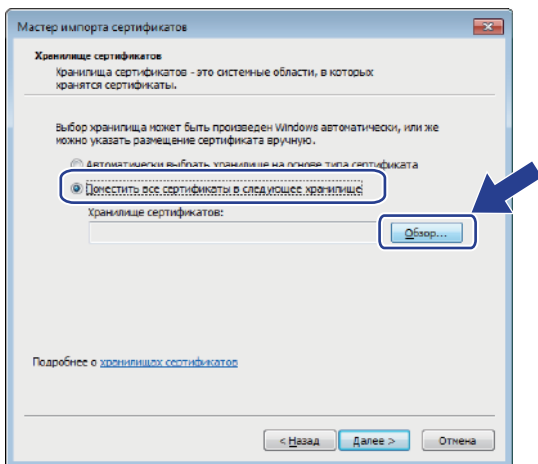 Мастер импорта сертификатов
Хранилище сертификатов
Хранилища сертификатов - это системные области, в которых
хранятся сертификаты.
Выбор хранилища может быть произведен Windows автоматически, или же
можно указать размещение сертификата вручную.
Автоматически выбрать хранилище на основе типа сертификата
Поместить все сертификаты в следующее хранилище
Хранилище сертификатов:
Обзор...
Подробнее о хранилищах сертификатов
< Назад
Далее >
Отмена